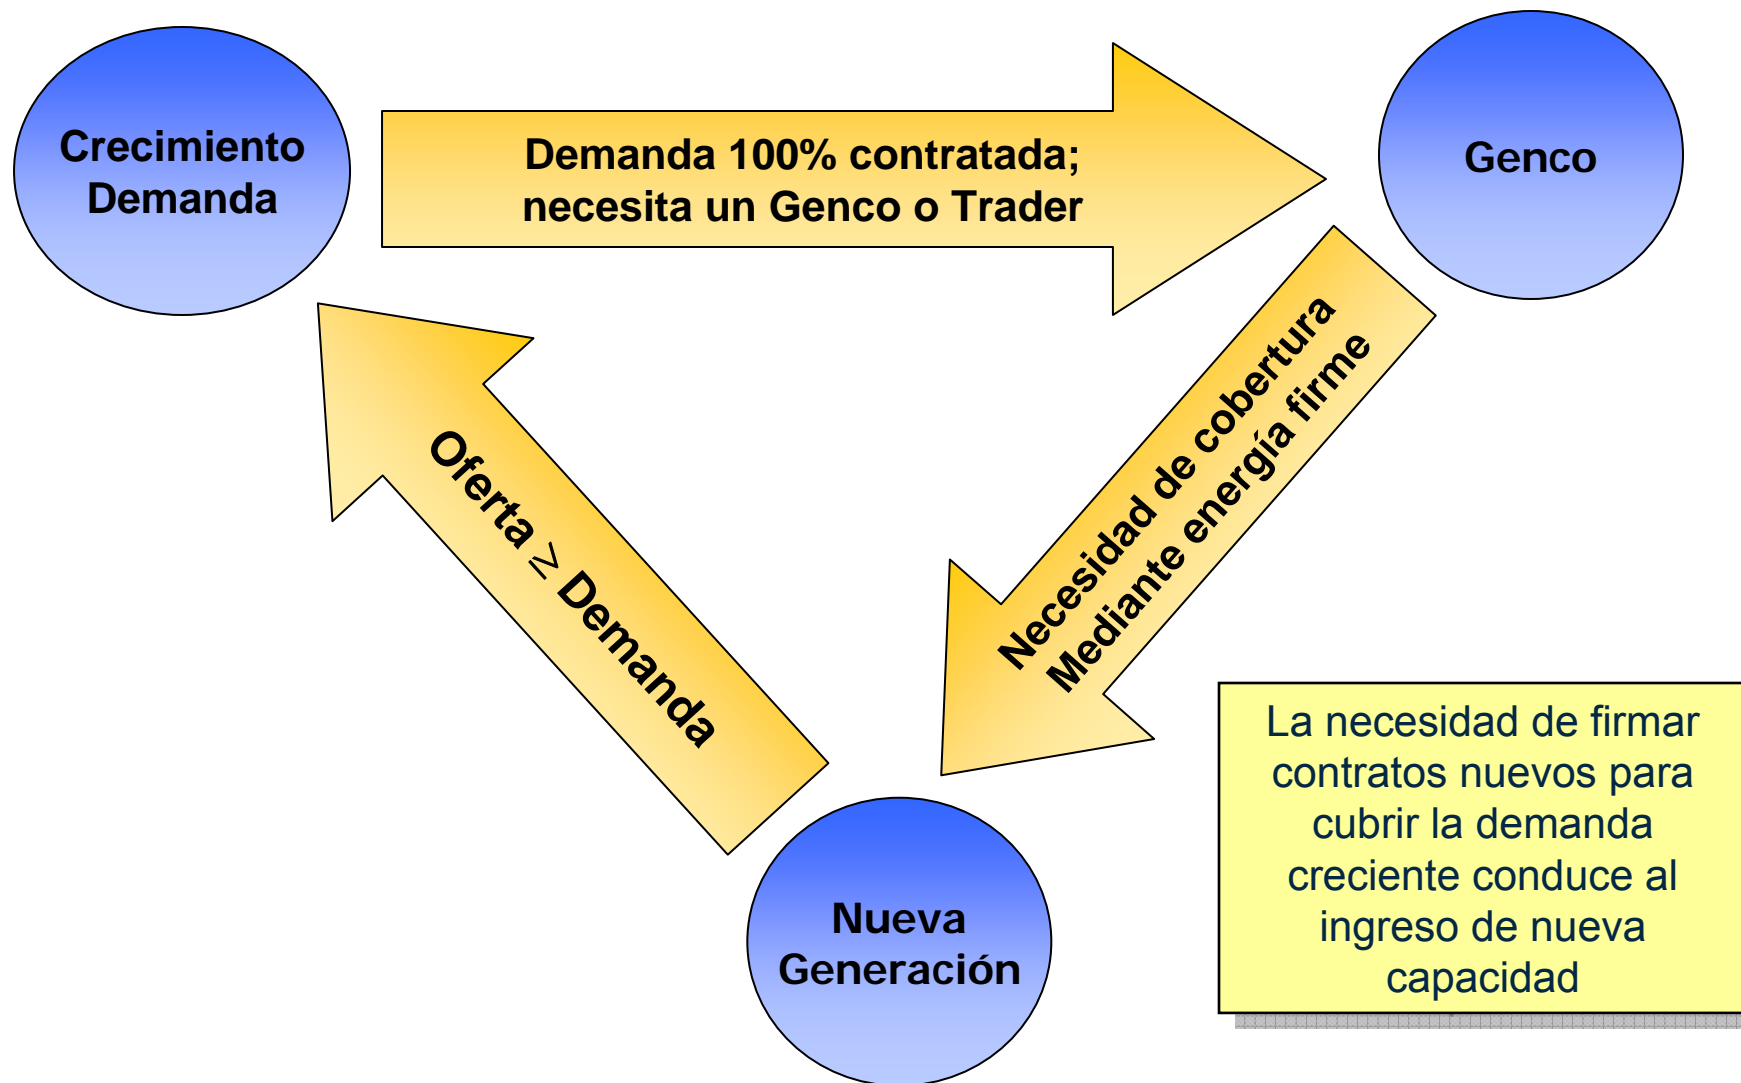 Crecimiento
Demanda
Demanda 100% contratada;
necesita un Genco o Trader
Genco
Necesidad de cobertura
Mediante energía firme
Oferta ≥ Demanda
Nueva
Generación
La necesidad de firmar
contratos nuevos para
cubrir la demanda
creciente conduce al
ingreso de nueva
capacidad